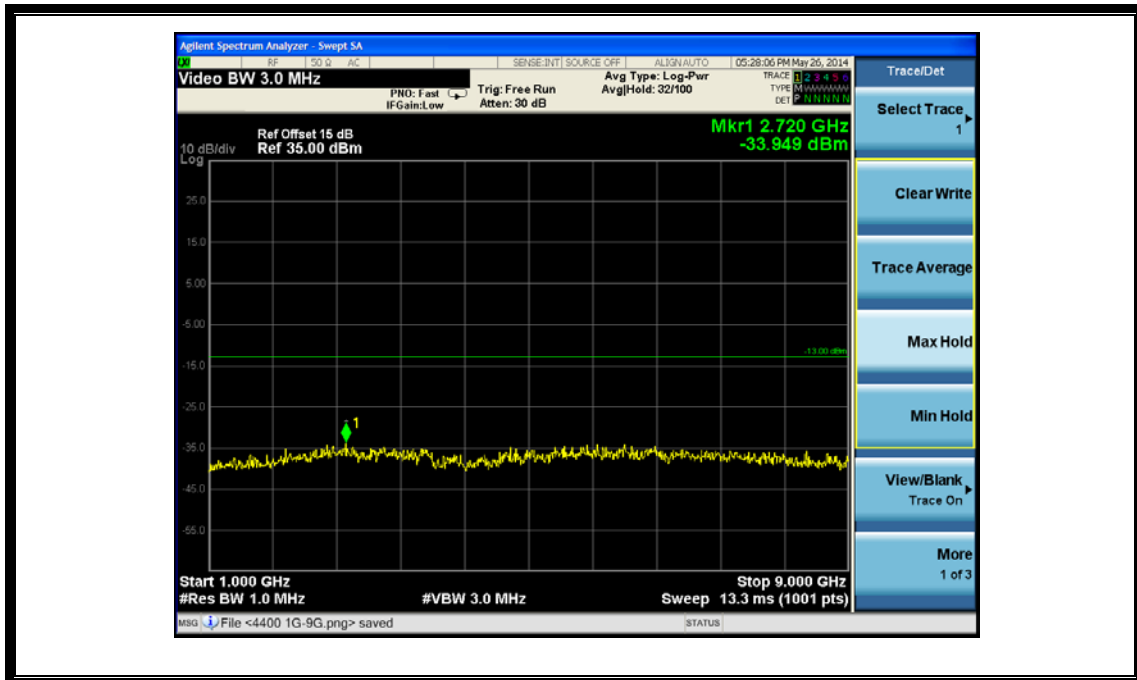 Agilent Spectrum Analyzer - Swept SA
LXI RF 50 Ω AC SENSE:INT SOURCE OFF ALIGN AUTO 05:28:06 PM May 26, 2014
Video BW 3.0 MHz
PNO: Fast
IFGain:Low
Trig: Free Run
Atten: 30 dB
Avg Type: Log-Pwr
Avg|Hold: 32/100
TRACE 1 2 3 4 5 6
TYPE M
DET P N N N N N
Mkr1 2.720 GHz
-33.949 dBm
Ref Offset 15 dB
10 dB/div Ref 35.00 dBm
Log
25.0
15.0
5.00
-5.00
-13.00 dBm
-15.0
-25.0
1
-35.0
-45.0
-55.0
Start 1.000 GHz
Stop 9.000 GHz
#Res BW 1.0 MHz
#VBW 3.0 MHz
Sweep 13.3 ms (1001 pts)
MSG File <4400 1G-9G.png> saved
STATUS
Trace/Det
Select Trace
1
Clear Write
Trace Average
Max Hold
Min Hold
View/Blank
Trace On
More
1 of 3